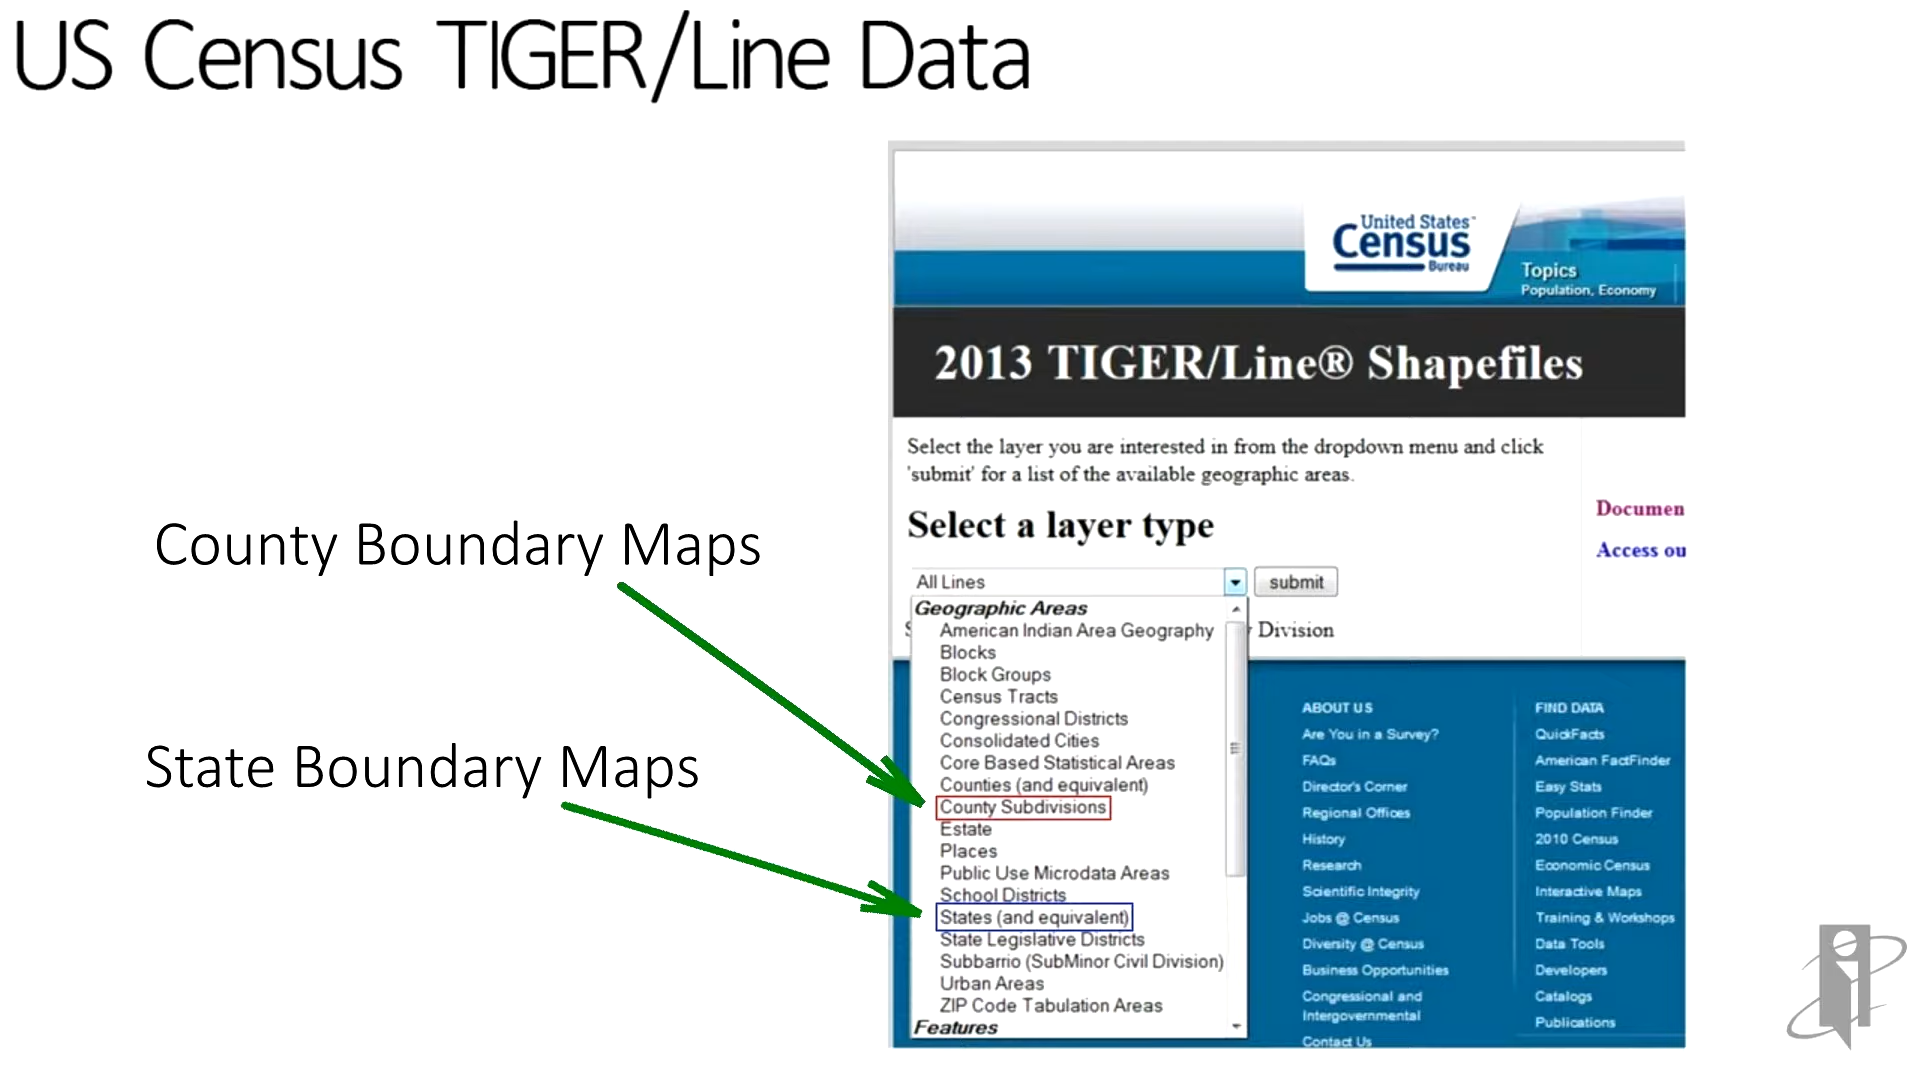 US Census TIGER/Line Data
County Boundary Maps
State Boundary Maps
United States™
Census
Bureau
Topics
Population, Economy
2013 TIGER/Line® Shapefiles
Select the layer you are interested in from the dropdown menu and click
'submit' for a list of the available geographic areas.
Documen
Access ou
Select a layer type
All Lines
submit
Division
Geographic Areas
American Indian Area Geography
Blocks
Block Groups
Census Tracts
Congressional Districts
Consolidated Cities
Core Based Statistical Areas
Counties (and equivalent)
County Subdivisions
Estate
Places
Public Use Microdata Areas
School Districts
States (and equivalent)
State Legislative Districts
Subbarrio (SubMinor Civil Division)
Urban Areas
ZIP Code Tabulation Areas
Features
ABOUT US
Are You in a Survey?
FAQs
Director's Corner
Regional Offices
History
Research
Scientific Integrity
Jobs @ Census
Diversity @ Census
Business Opportunities
Congressional and
Intergovernmental
Contact Us
FIND DATA
QuickFacts
American FactFinder
Easy Stats
Population Finder
2010 Census
Economic Census
Interactive Maps
Training & Workshops
Data Tools
Developers
Catalogs
Publications